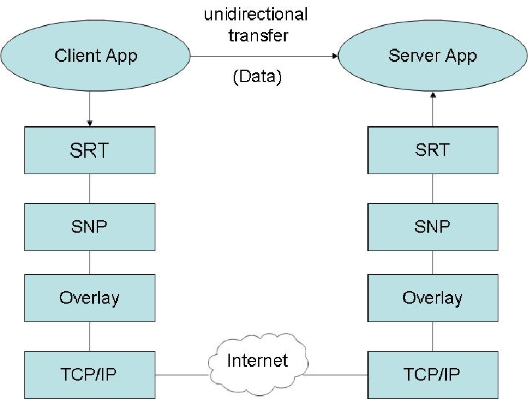 unidirectional
transfer
Client App
Server App
(Data)
SRT
SRT
SNP
SNP
Overlay
Overlay
Internet
TCP/IP
TCP/IP